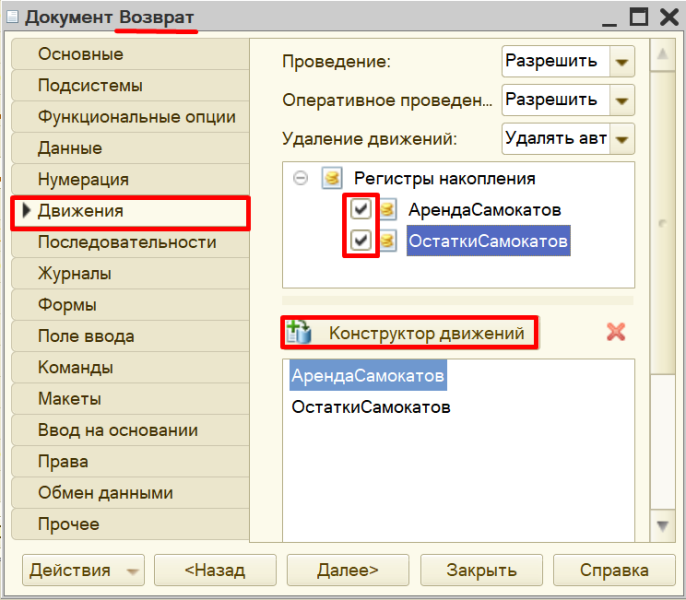 Документ Возврат
Основные
Подсистемы
Функциональные опции
Данные
Нумерация
Движения
Последовательности
Журналы
Формы
Поле ввода
Команды
Макеты
Ввод на основании
Права
Обмен данными
Прочее
Проведение: Разрешить
Оперативное проведен... Разрешить
Удаление движений: Удалять авт
Регистры накопления
АрендаСамокатов
ОстаткиСамокатов
Конструктор движений
АрендаСамокатов
ОстаткиСамокатов
Действия <Назад Далее> Закрыть Справка